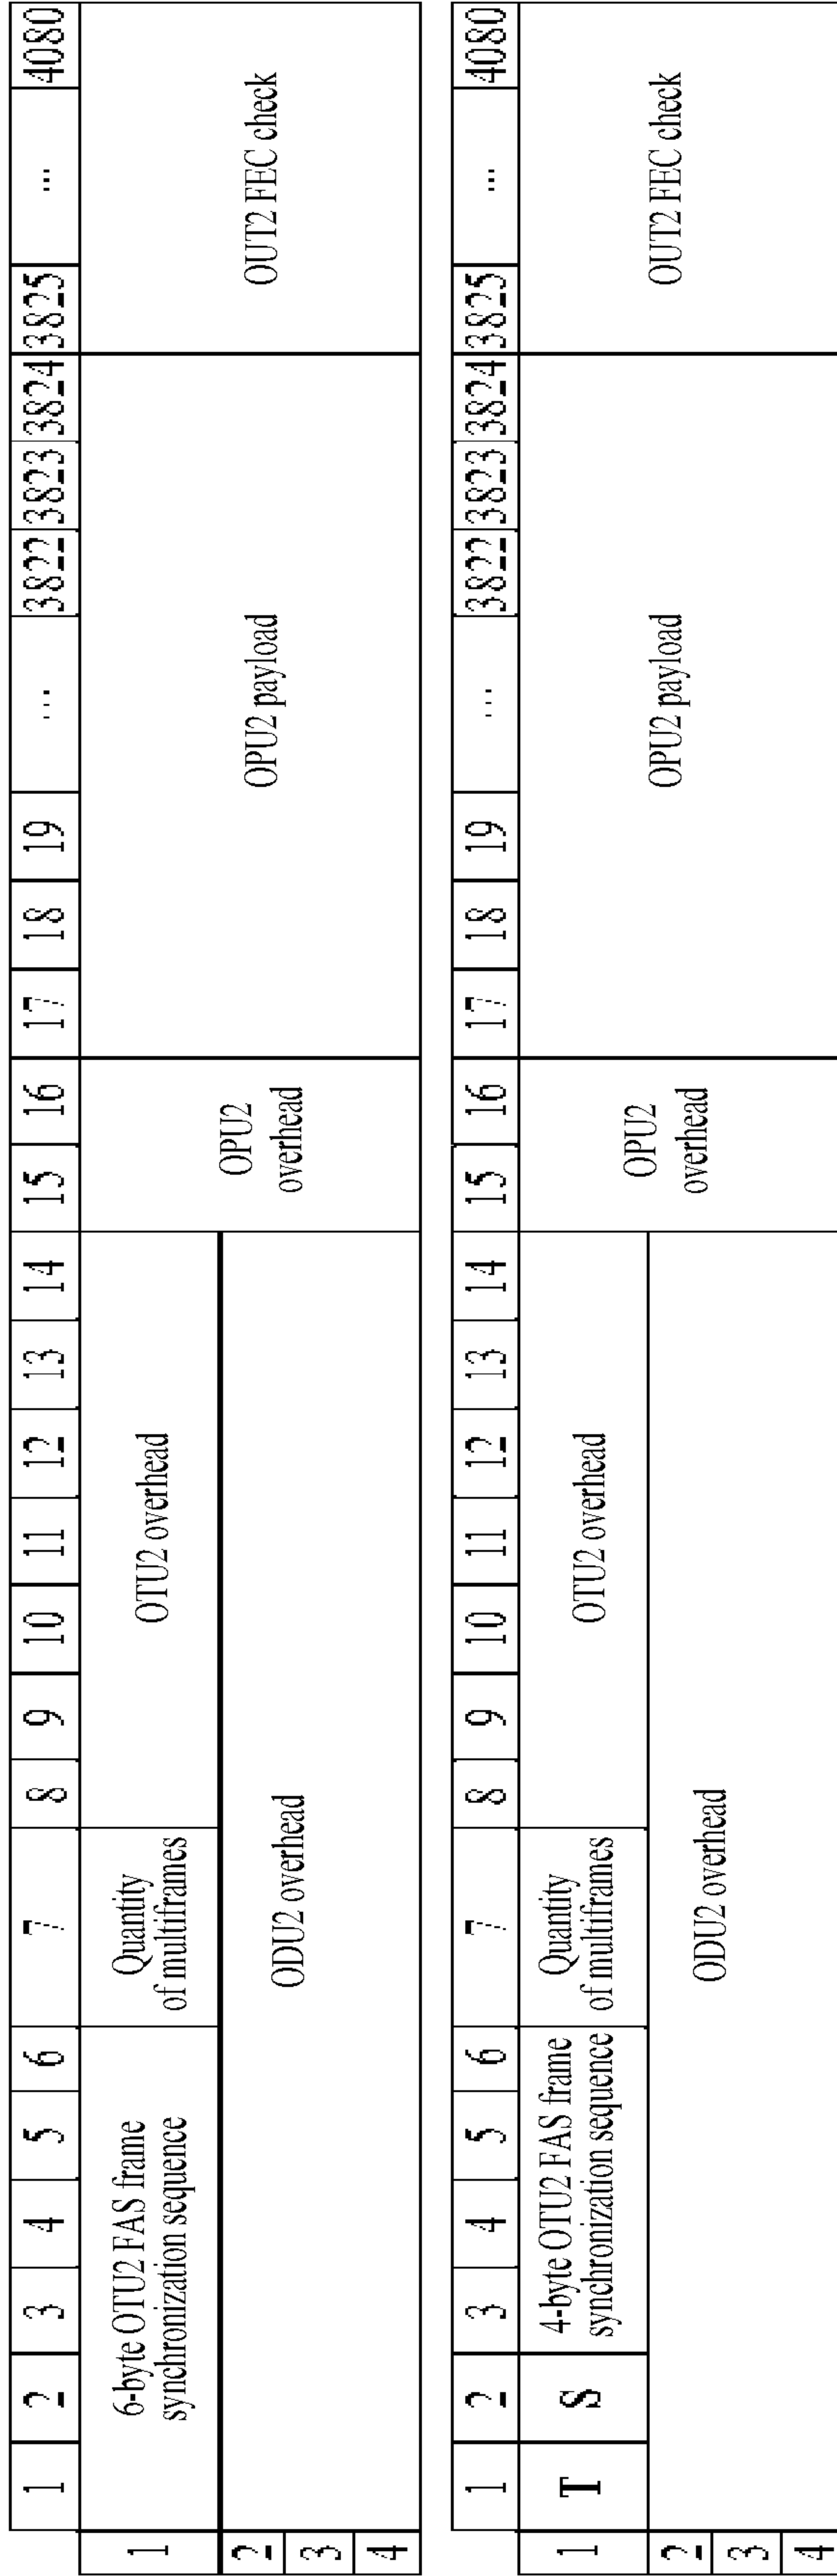 1 2 3 4 5 6 7 8 9 10 11 12 13 14 15 16 17 18 19 ... 3822 3823 3824 3825 ... 4080
1
6-byte OTU2 FAS frame
synchronization sequence
Quantity
of multiframes
OTU2 overhead
OPU2
overhead
OPU2 payload
OUT2 FEC check
2
ODU2 overhead
3
4
1 2 3 4 5 6 7 8 9 10 11 12 13 14 15 16 17 18 19 ... 3822 3823 3824 3825 ... 4080
1
T
S
4-byte OTU2 FAS frame
synchronization sequence
Quantity
of multiframes
OTU2 overhead
OPU2
overhead
OPU2 payload
OUT2 FEC check
2
ODU2 overhead
3
4